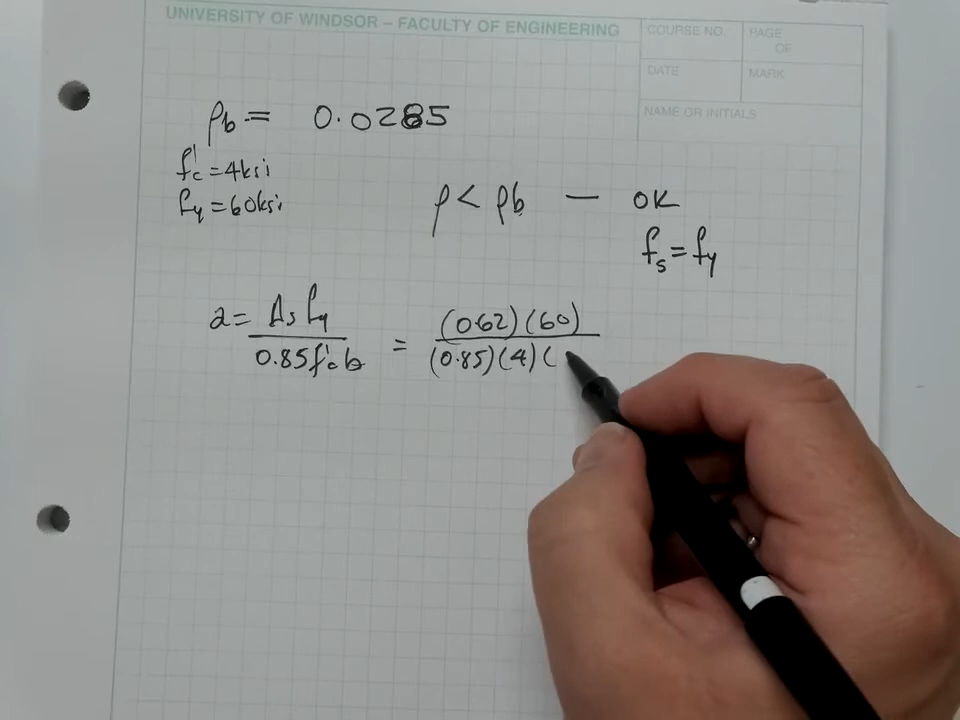 UNIVERSITY OF WINDSOR – FACULTY OF ENGINEERING
COURSE NO.
PAGE
OF
DATE
MARK
NAME OR INITIALS
ρb = 0.0285
f'c = 4ksi
fy = 60ksi
ρ < ρb — OK
fs = fy
a = As fy / 0.85f'c b = (0.62)(60) / (0.85)(4)(